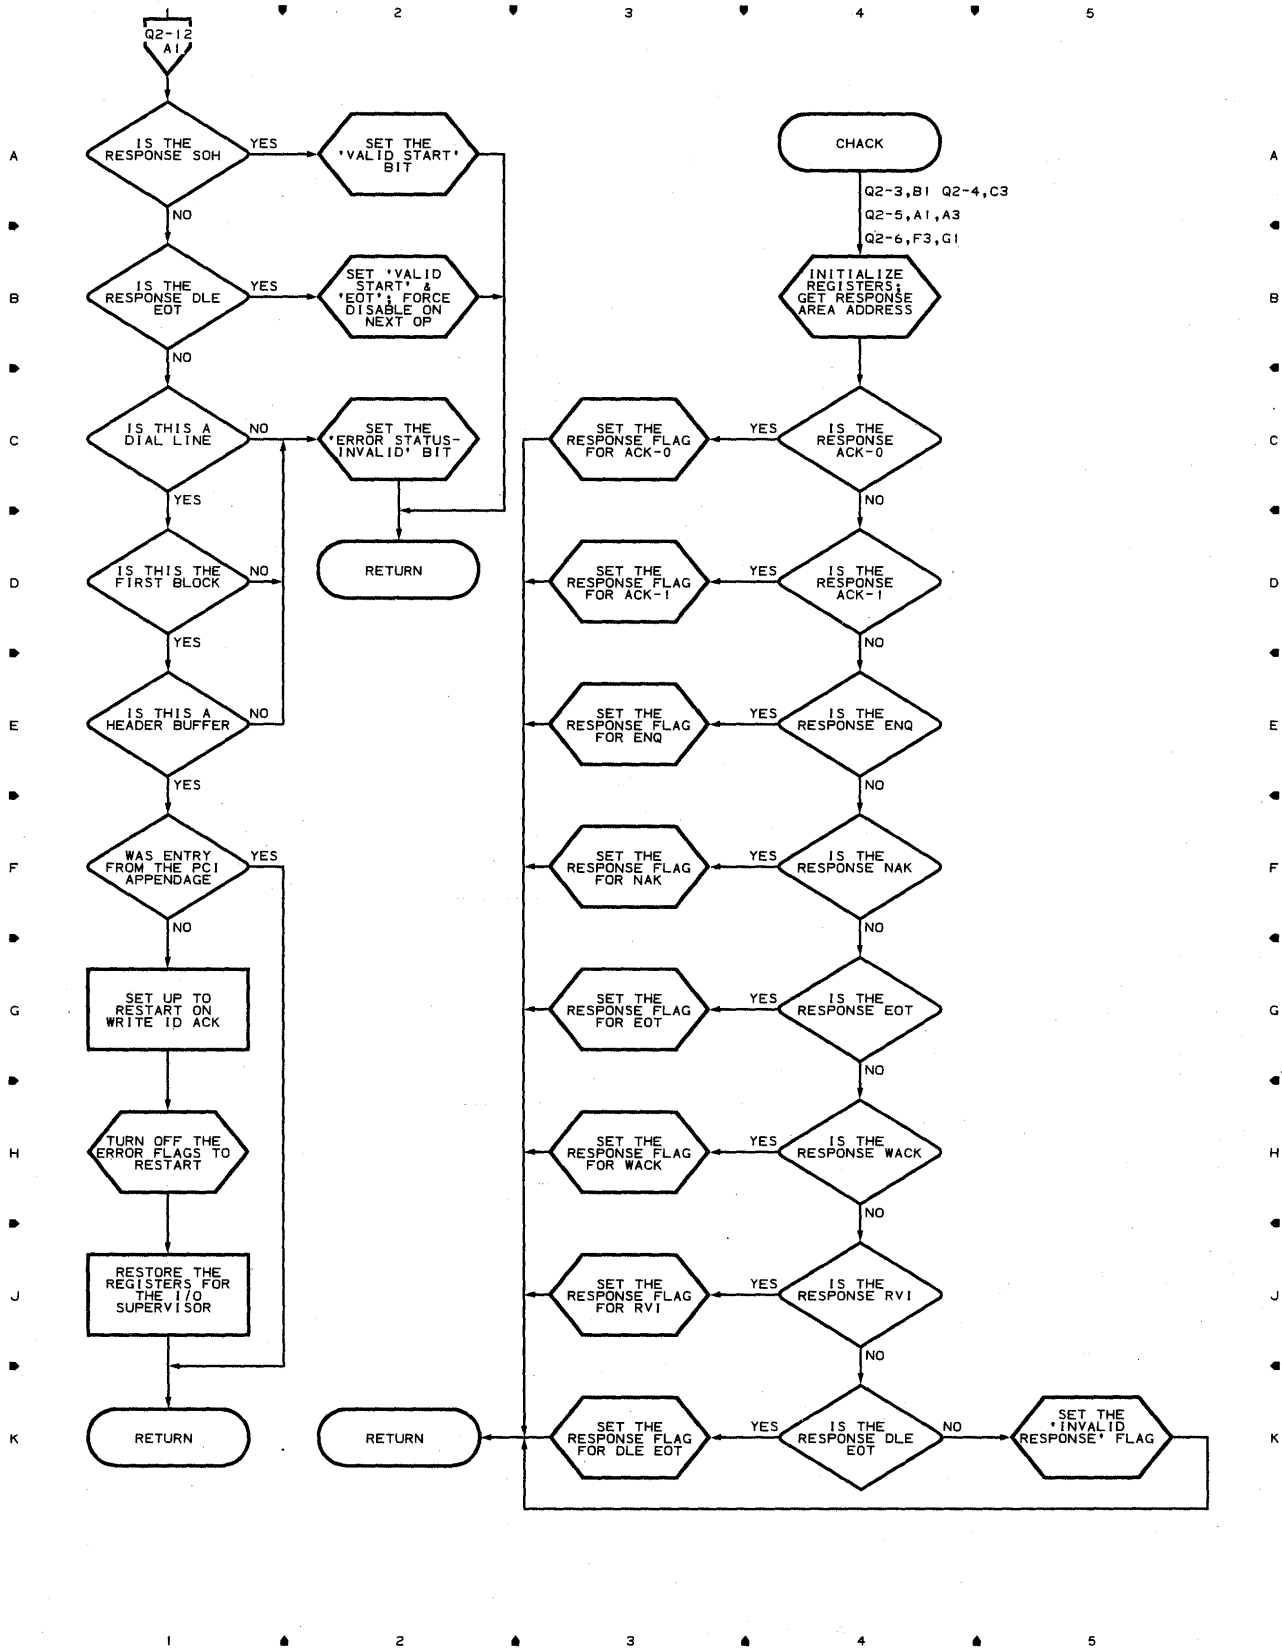 1 2 3 4 5
Q2-12
A1
A
IS THE
RESPONSE SOH
YES
NO
SET THE
'VALID START'
BIT
CHACK
A
Q2-3,B1 Q2-4,C3
Q2-5,A1,A3
Q2-6,F3,G1
B
IS THE
RESPONSE DLE
EOT
YES
NO
SET 'VALID
START' &
'EOT'; FORCE
DISABLE ON
NEXT OP
INITIALIZE
REGISTERS;
GET RESPONSE
AREA ADDRESS
B
C
IS THIS A
DIAL LINE
NO
YES
SET THE
'ERROR STATUS-
INVALID' BIT
SET THE
RESPONSE FLAG
FOR ACK-0
YES
IS THE
RESPONSE
ACK-0
NO
C
D
IS THIS THE
FIRST BLOCK
NO
YES
RETURN
SET THE
RESPONSE FLAG
FOR ACK-1
YES
IS THE
RESPONSE
ACK-1
NO
D
E
IS THIS A
HEADER BUFFER
NO
YES
SET THE
RESPONSE FLAG
FOR ENQ
YES
IS THE
RESPONSE ENQ
NO
E
F
WAS ENTRY
FROM THE PCI
APPENDAGE
YES
NO
SET THE
RESPONSE FLAG
FOR NAK
YES
IS THE
RESPONSE NAK
NO
F
G
SET UP TO
RESTART ON
WRITE ID ACK
SET THE
RESPONSE FLAG
FOR EOT
YES
IS THE
RESPONSE EOT
NO
G
H
TURN OFF THE
ERROR FLAGS TO
RESTART
SET THE
RESPONSE FLAG
FOR WACK
YES
IS THE
RESPONSE WACK
NO
H
J
RESTORE THE
REGISTERS FOR
THE I/O
SUPERVISOR
SET THE
RESPONSE FLAG
FOR RVI
YES
IS THE
RESPONSE RVI
NO
J
K
RETURN
RETURN
SET THE
RESPONSE FLAG
FOR DLE EOT
YES
IS THE
RESPONSE DLE
EOT
NO
SET THE
'INVALID
RESPONSE' FLAG
K
1 2 3 4 5